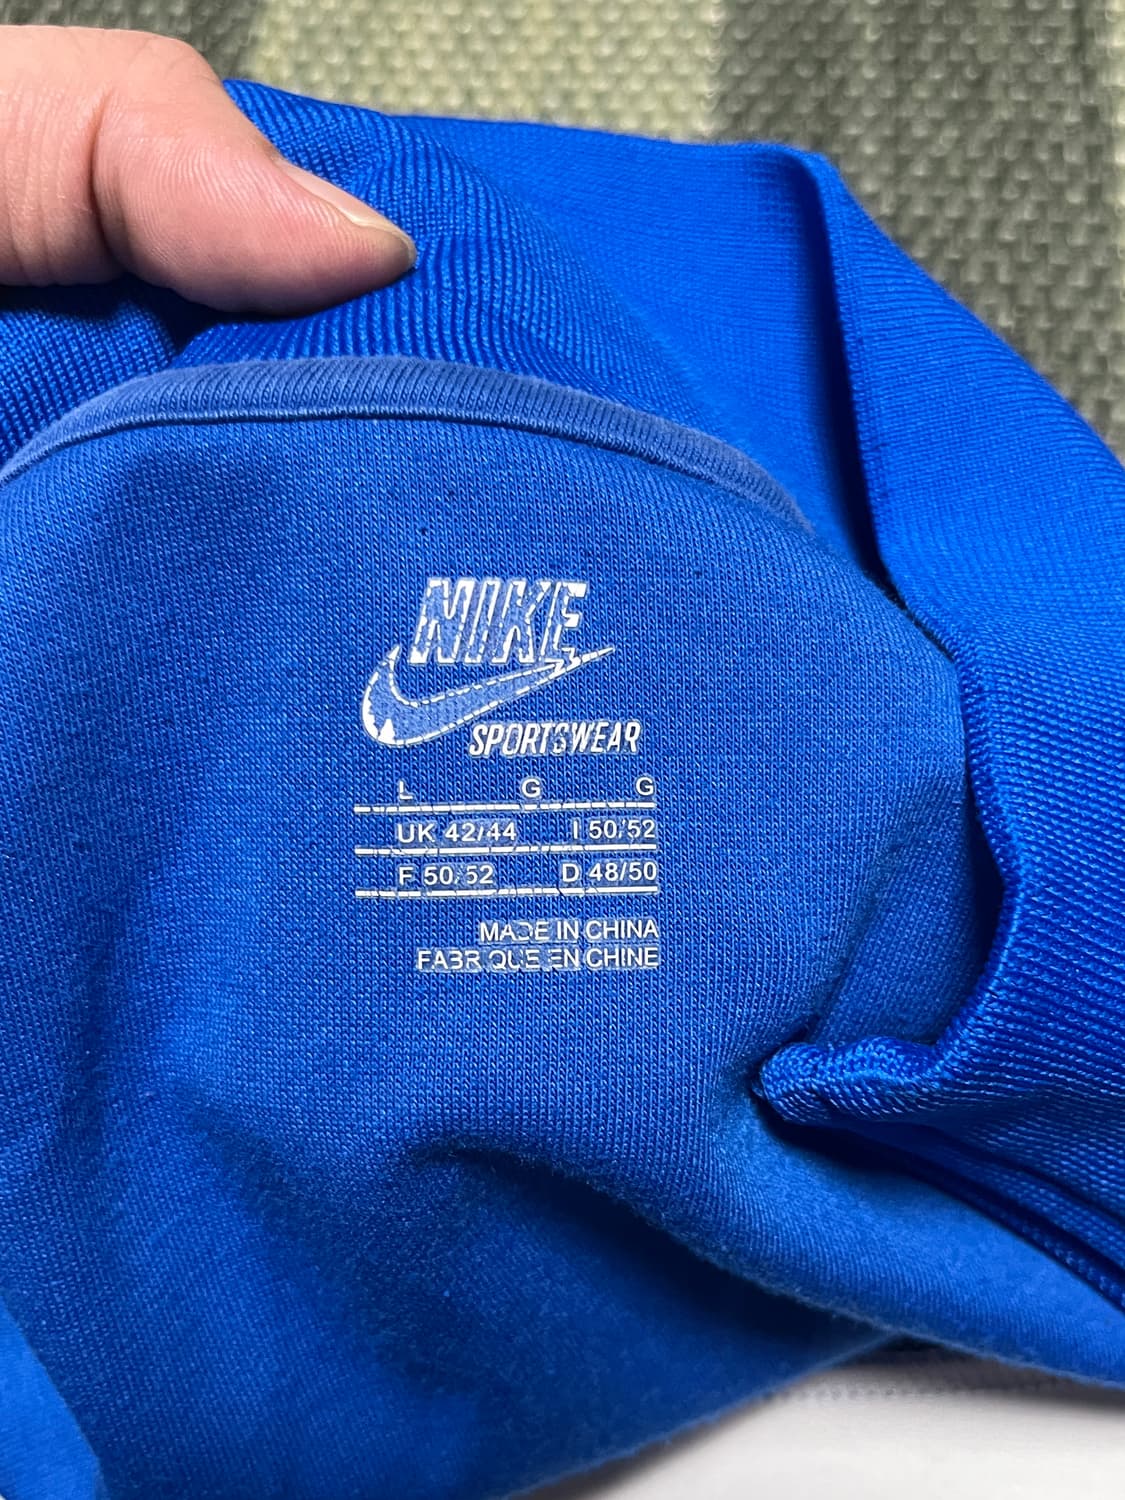 NIKE
SPORTSWEAR
L G G
UK 42/44 I 50/52
F 50/52 D 48/50
MADE IN CHINA
FABRIQUE EN CHINE